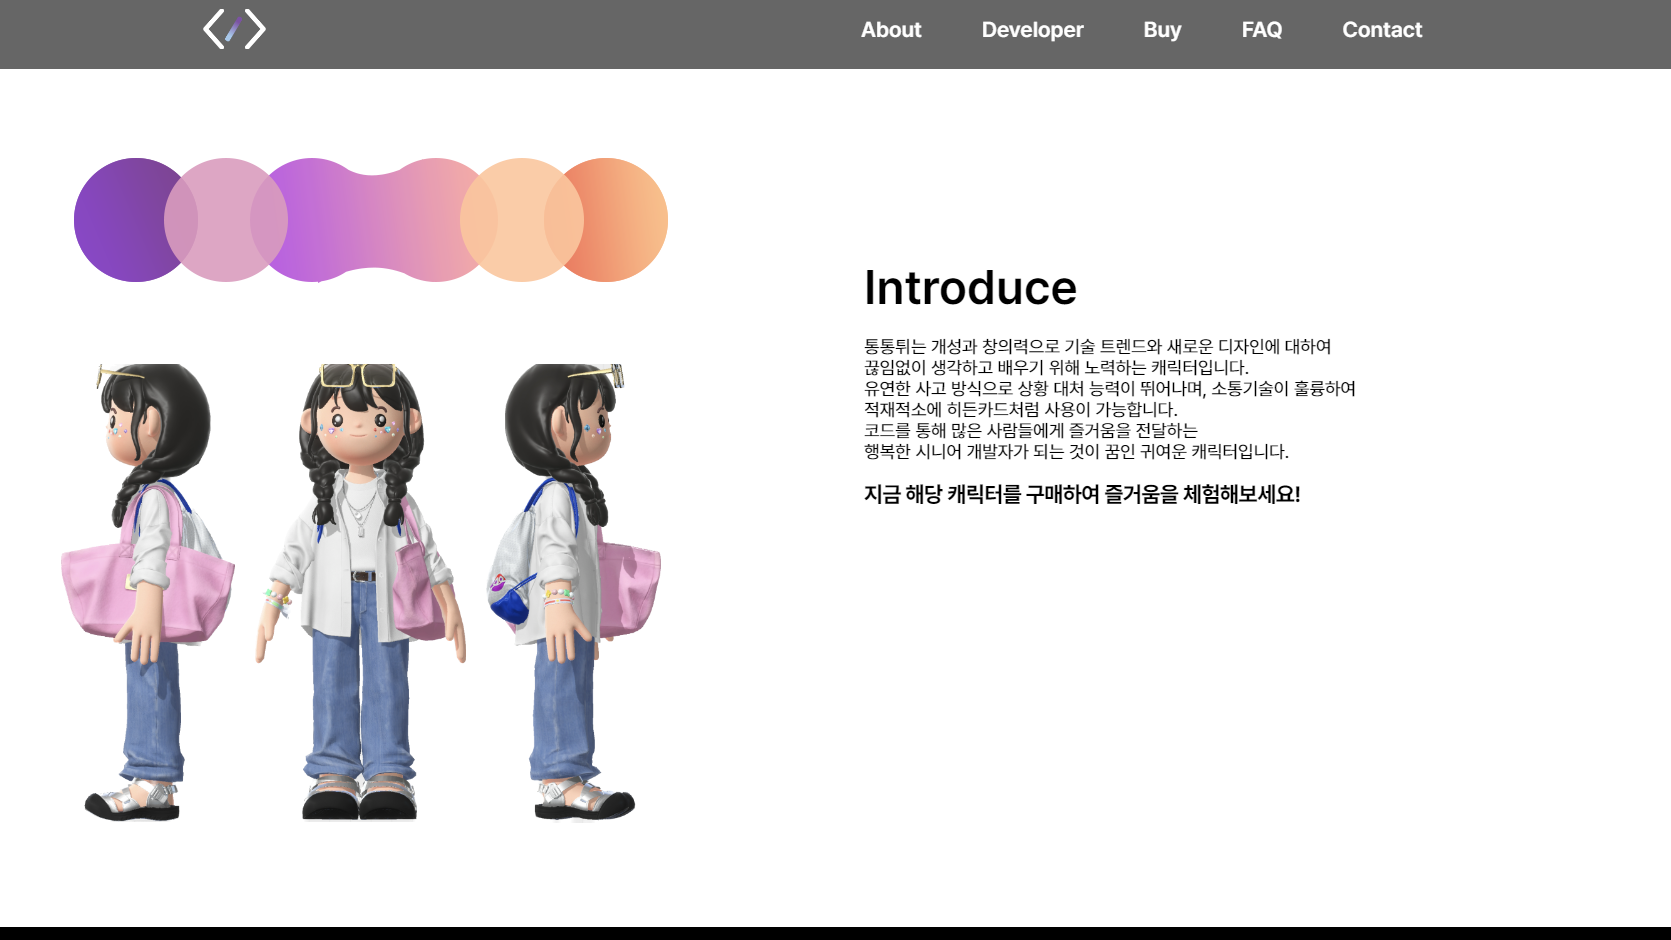 About Developer Buy FAQ Contact
Introduce
통통튀는 개성과 창의력으로 기술 트렌드와 새로운 디자인에 대하여
끊임없이 생각하고 배우기 위해 노력하는 캐릭터입니다.
유연한 사고 방식으로 상황 대처 능력이 뛰어나며, 소통기술이 훌륭하여
적재적소에 히든카드처럼 사용이 가능합니다.
코드를 통해 많은 사람들에게 즐거움을 전달하는
행복한 시니어 개발자가 되는 것이 꿈인 귀여운 캐릭터입니다.
지금 해당 캐릭터를 구매하여 즐거움을 체험해보세요!